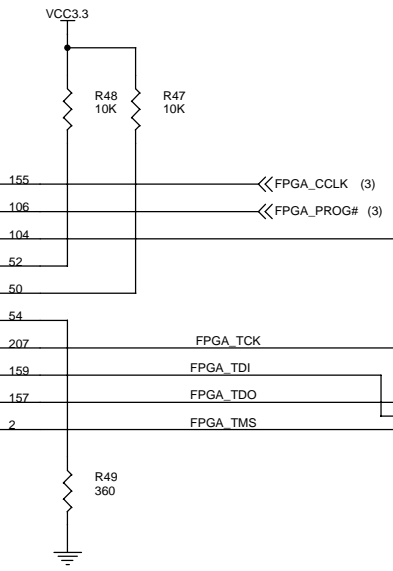 VCC3.3
R48
10K
R47
10K
155
FPGA_CCLK (3)
106
FPGA_PROG# (3)
104
52
50
54
207
FPGA_TCK
159
FPGA_TDI
157
FPGA_TDO
2
FPGA_TMS
R49
360